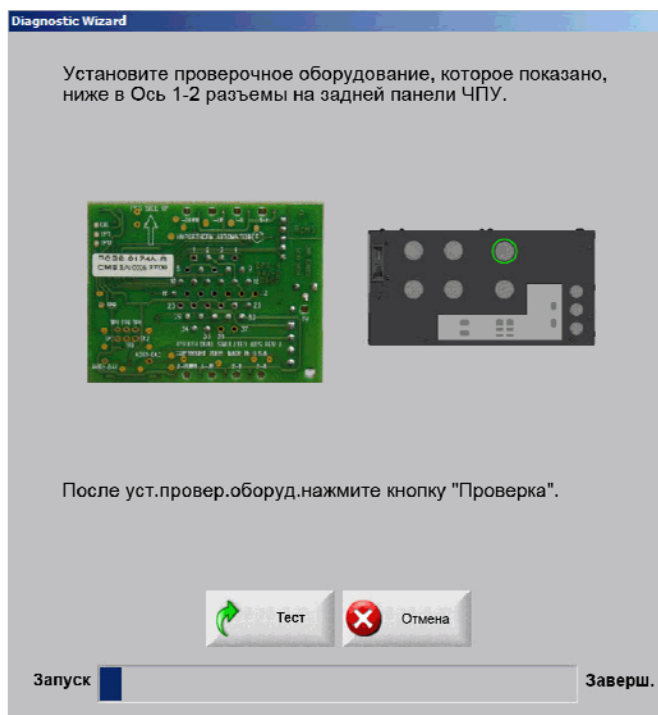 Diagnostic Wizard
Установите проверочное оборудование, которое показано,
ниже в Ось 1-2 разъемы на задней панели ЧПУ.
После уст.провер.оборуд.нажмите кнопку "Проверка".
Тест
Отмена
Запуск
Заверш.